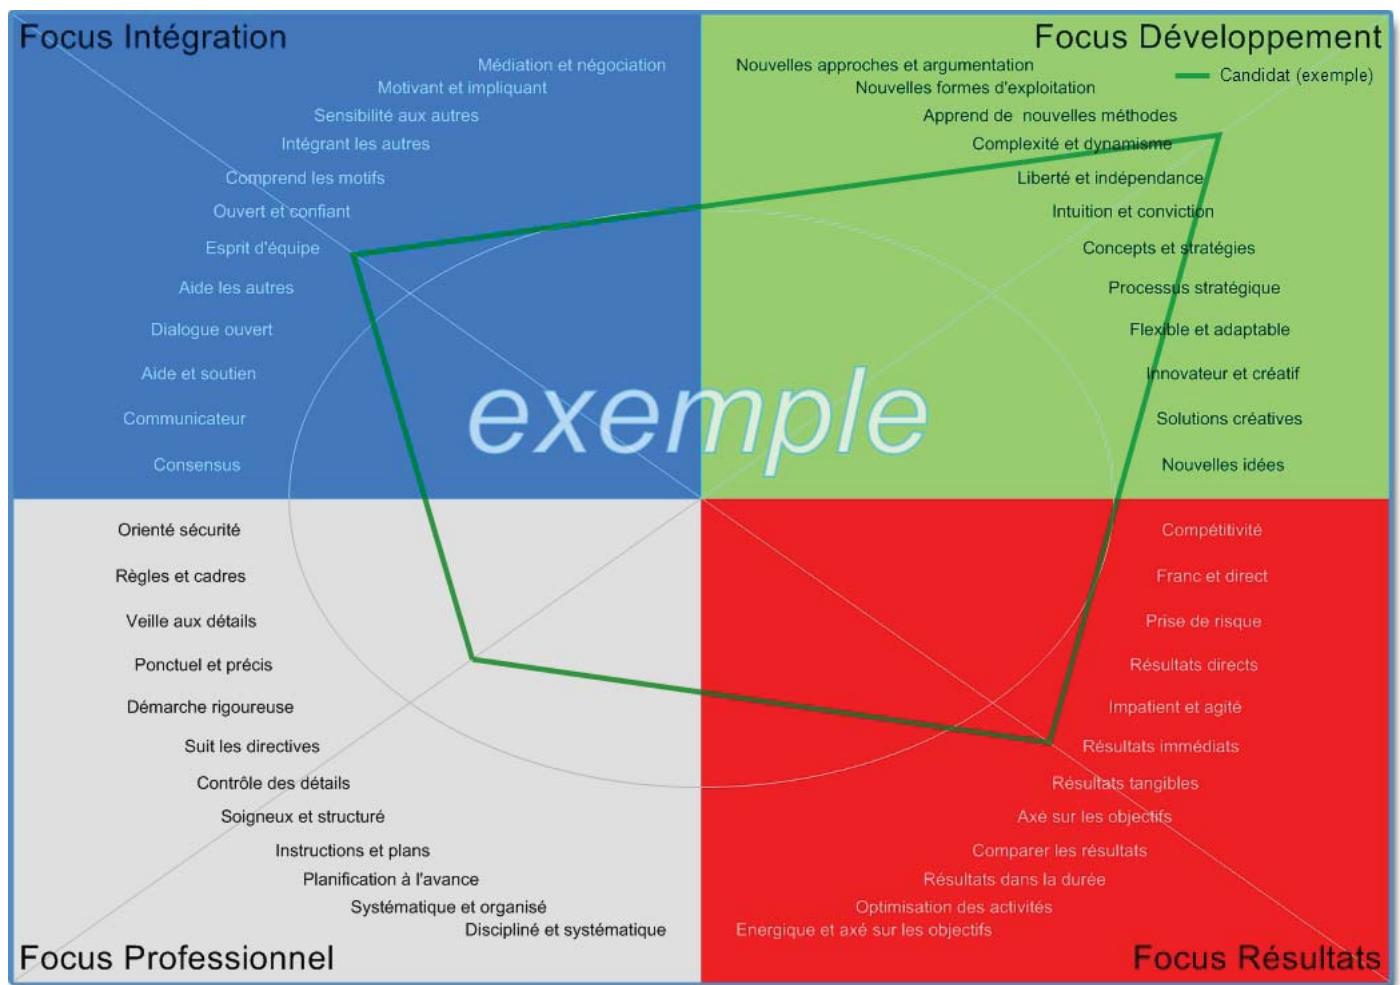 Focus Intégration
Médiation et négociation
Motivant et impliquant
Sensibilité aux autres
Intégrant les autres
Comprend les motifs
Ouvert et confiant
Esprit d'équipe
Aide les autres
Dialogue ouvert
Aide et soutien
Communicateur
Consensus
Focus Développement
Candidat (exemple)
Nouvelles approches et argumentation
Nouvelles formes d'exploitation
Apprend de nouvelles méthodes
Complexité et dynamisme
Liberté et indépendance
Intuition et conviction
Concepts et stratégies
Processus stratégique
Flexible et adaptable
Innovateur et créatif
Solutions créatives
Nouvelles idées
exemple
Orienté sécurité
Règles et cadres
Veille aux détails
Ponctuel et précis
Démarche rigoureuse
Suit les directives
Contrôle des détails
Soigneux et structuré
Instructions et plans
Planification à l'avance
Systématique et organisé
Discipliné et systématique
Focus Professionnel
Compétitivité
Franc et direct
Prise de risque
Résultats directs
Impatient et agité
Résultats immédiats
Résultats tangibles
Axé sur les objectifs
Comparer les résultats
Résultats dans la durée
Optimisation des activités
Energique et axé sur les objectifs
Focus Résultats